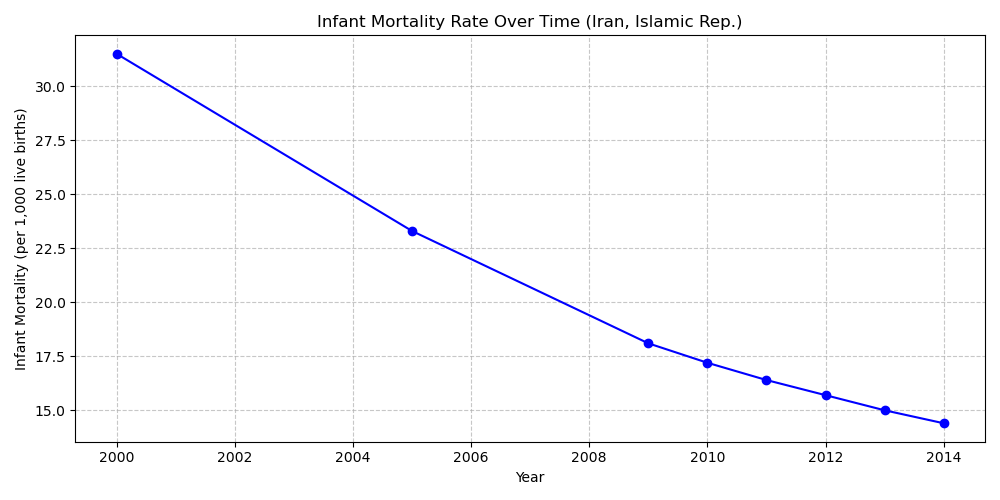 Infant Mortality Rate Over Time (Iran, Islamic Rep.)
Infant Mortality (per 1,000 live births)
30.0
27.5
25.0
22.5
20.0
17.5
15.0
2000 2002 2004 2006 2008 2010 2012 2014
Year